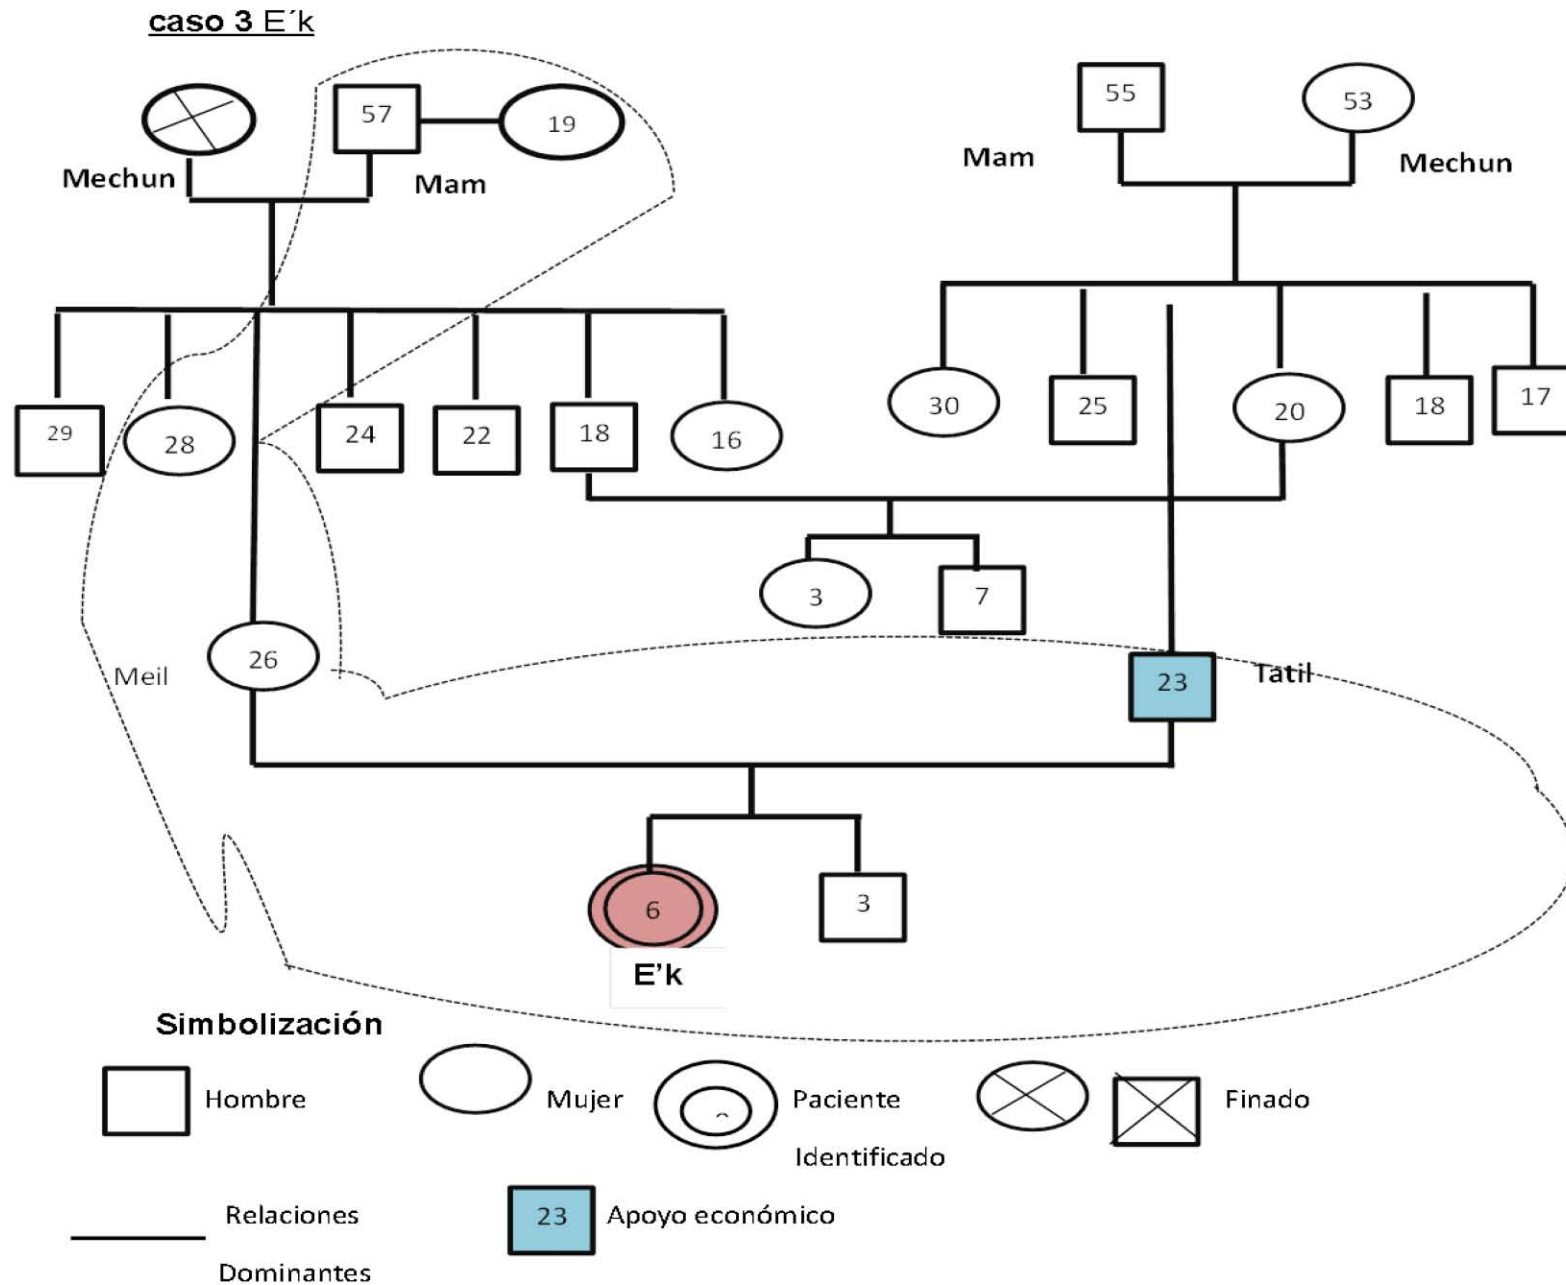 caso 3 E´k
57
19
55
53
Mechun
Mam
Mam
Mechun
29
28
24
22
18
16
30
25
20
18
17
3
7
Meil
26
23
Tatil
6
3
E’k
Simbolización
Hombre
Mujer
Paciente
Identificado
Finado
Relaciones
Dominantes
23
Apoyo económico